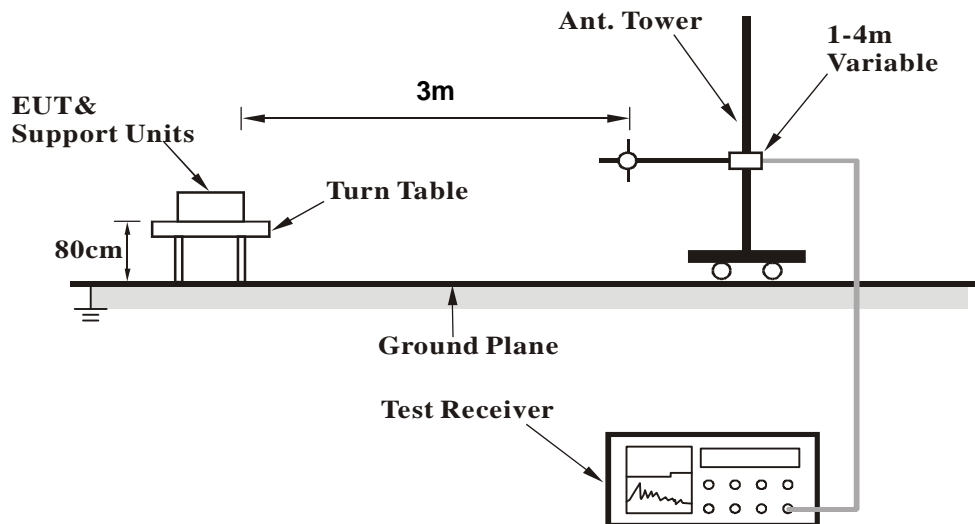 Ant. Tower
1-4m
Variable
3m
EUT&
Support Units
Turn Table
80cm
Ground Plane
Test Receiver